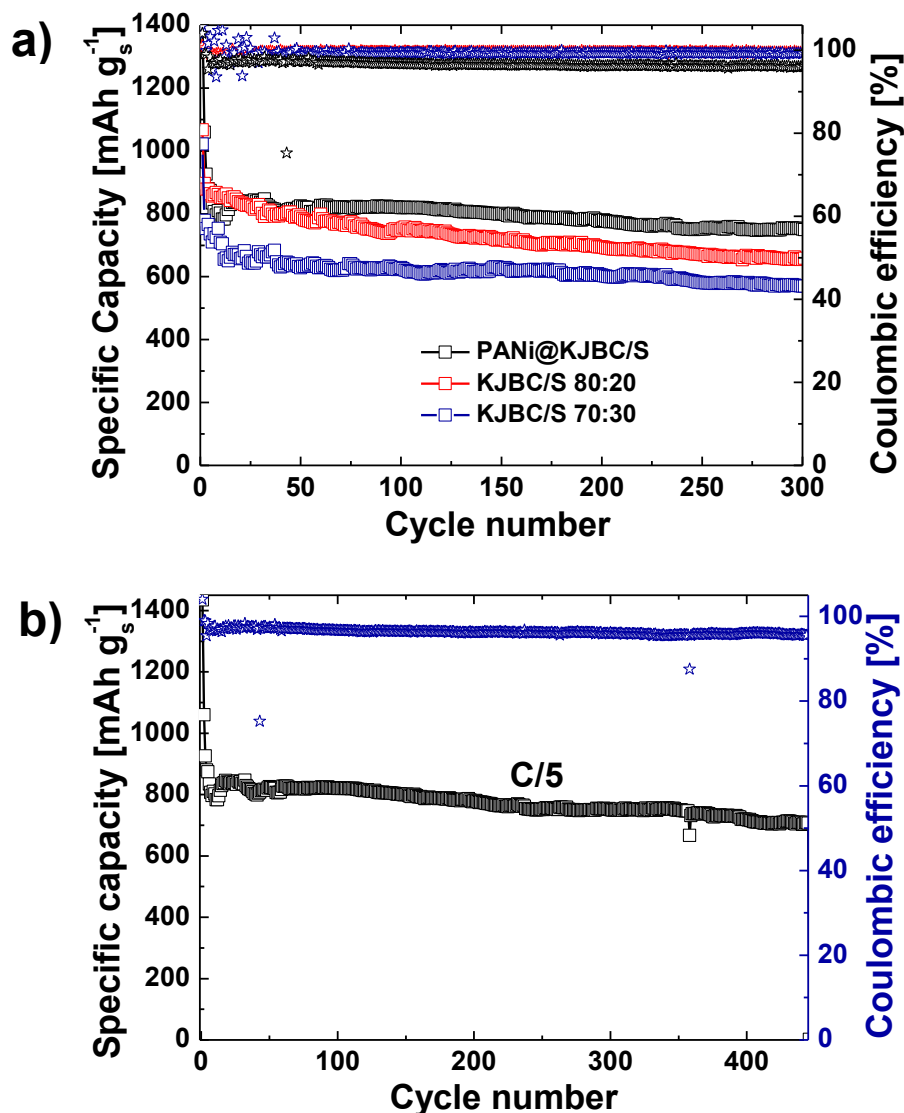 a)
Specific Capacity [mAh gs-1]
1400
1200
1000
800
600
400
200
0
PANi@KJBC/S
KJBC/S 80:20
KJBC/S 70:30
100
80
60
40
20
0
Coulombic efficiency [%]
0 50 100 150 200 250 300
Cycle number
b)
Specific capacity [mAh gs-1]
1400
1200
1000
800
600
400
200
0
C/5
100
80
60
40
20
0
Coulombic efficiency [%]
0 100 200 300 400
Cycle number